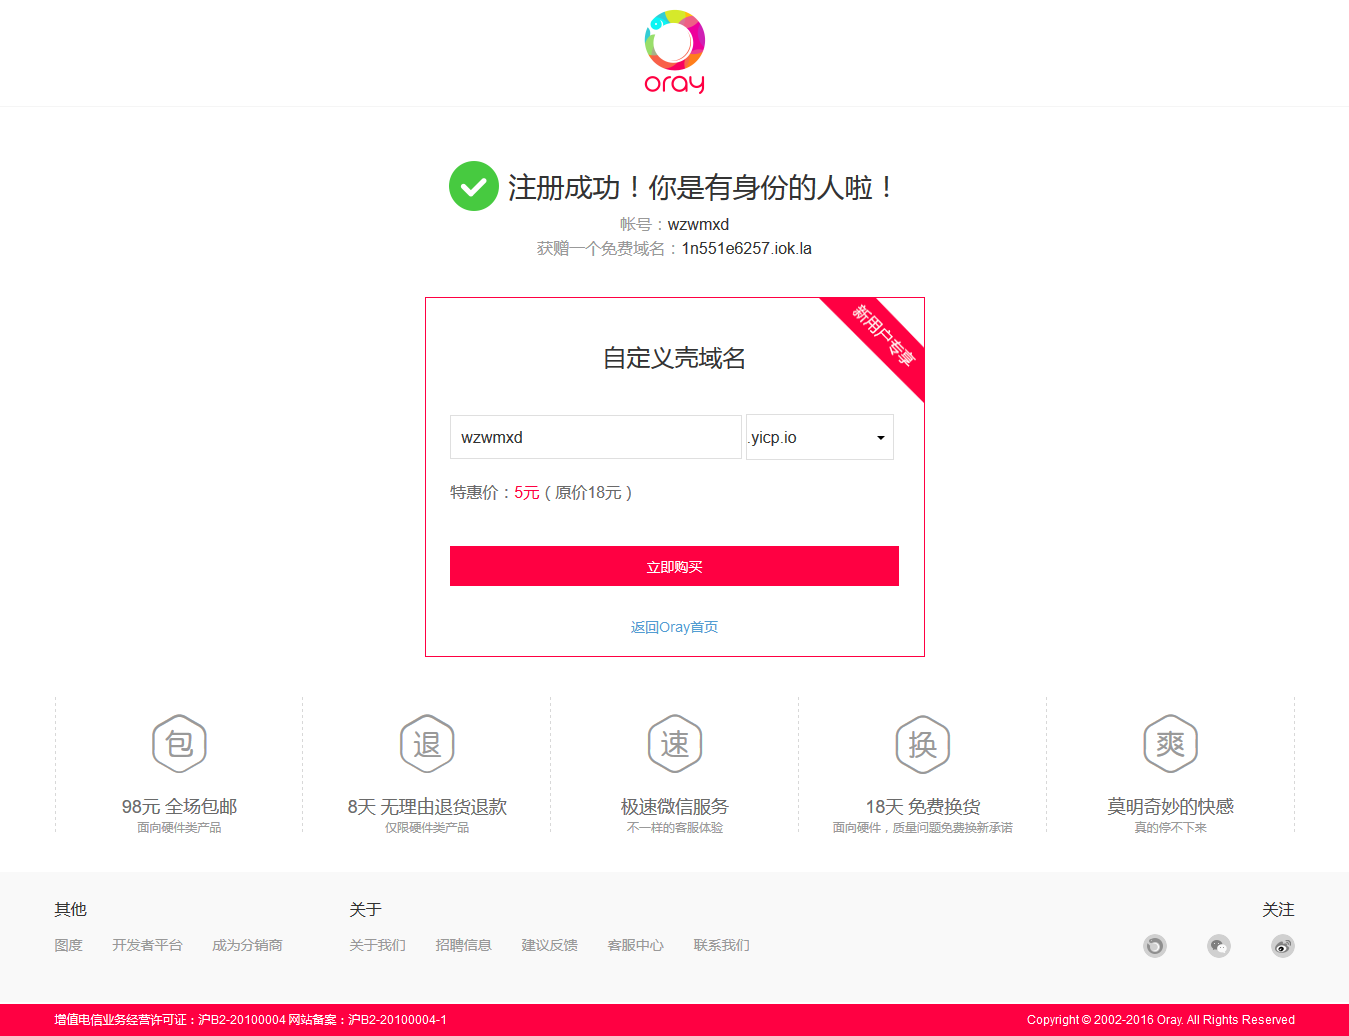 oray
注册成功！你是有身份的人啦！
帐号：wzwmxd
获赠一个免费域名：1n551e6257.iok.la
新用户专享
自定义壳域名
wzwmxd .yicp.io
特惠价：5元（原价18元）
立即购买
返回Oray首页
包 退 速 换 爽
98元 全场包邮 8天 无理由退货退款 极速微信服务 18天 免费换货 莫明奇妙的快感
面向硬件类产品 仅限硬件类产品 不一样的客服体验 面向硬件，质量问题免费换新承诺 真的停不下来
其他 关于 关注
图度 开发者平台 成为分销商 关于我们 招聘信息 建议反馈 客服中心 联系我们
增值电信业务经营许可证：沪B2-20100004 网站备案：沪B2-20100004-1 Copyright © 2002-2016 Oray. All Rights Reserved